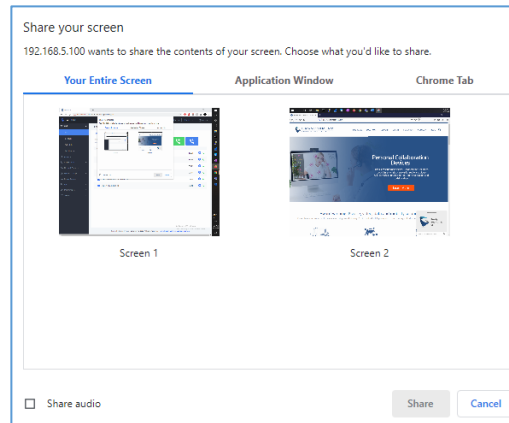 Share your screen
192.168.5.100 wants to share the contents of your screen. Choose what you'd like to share.
Your Entire Screen Application Window Chrome Tab
Personal Collaboration
Devices
Screen 1 Screen 2
Share audio Share Cancel